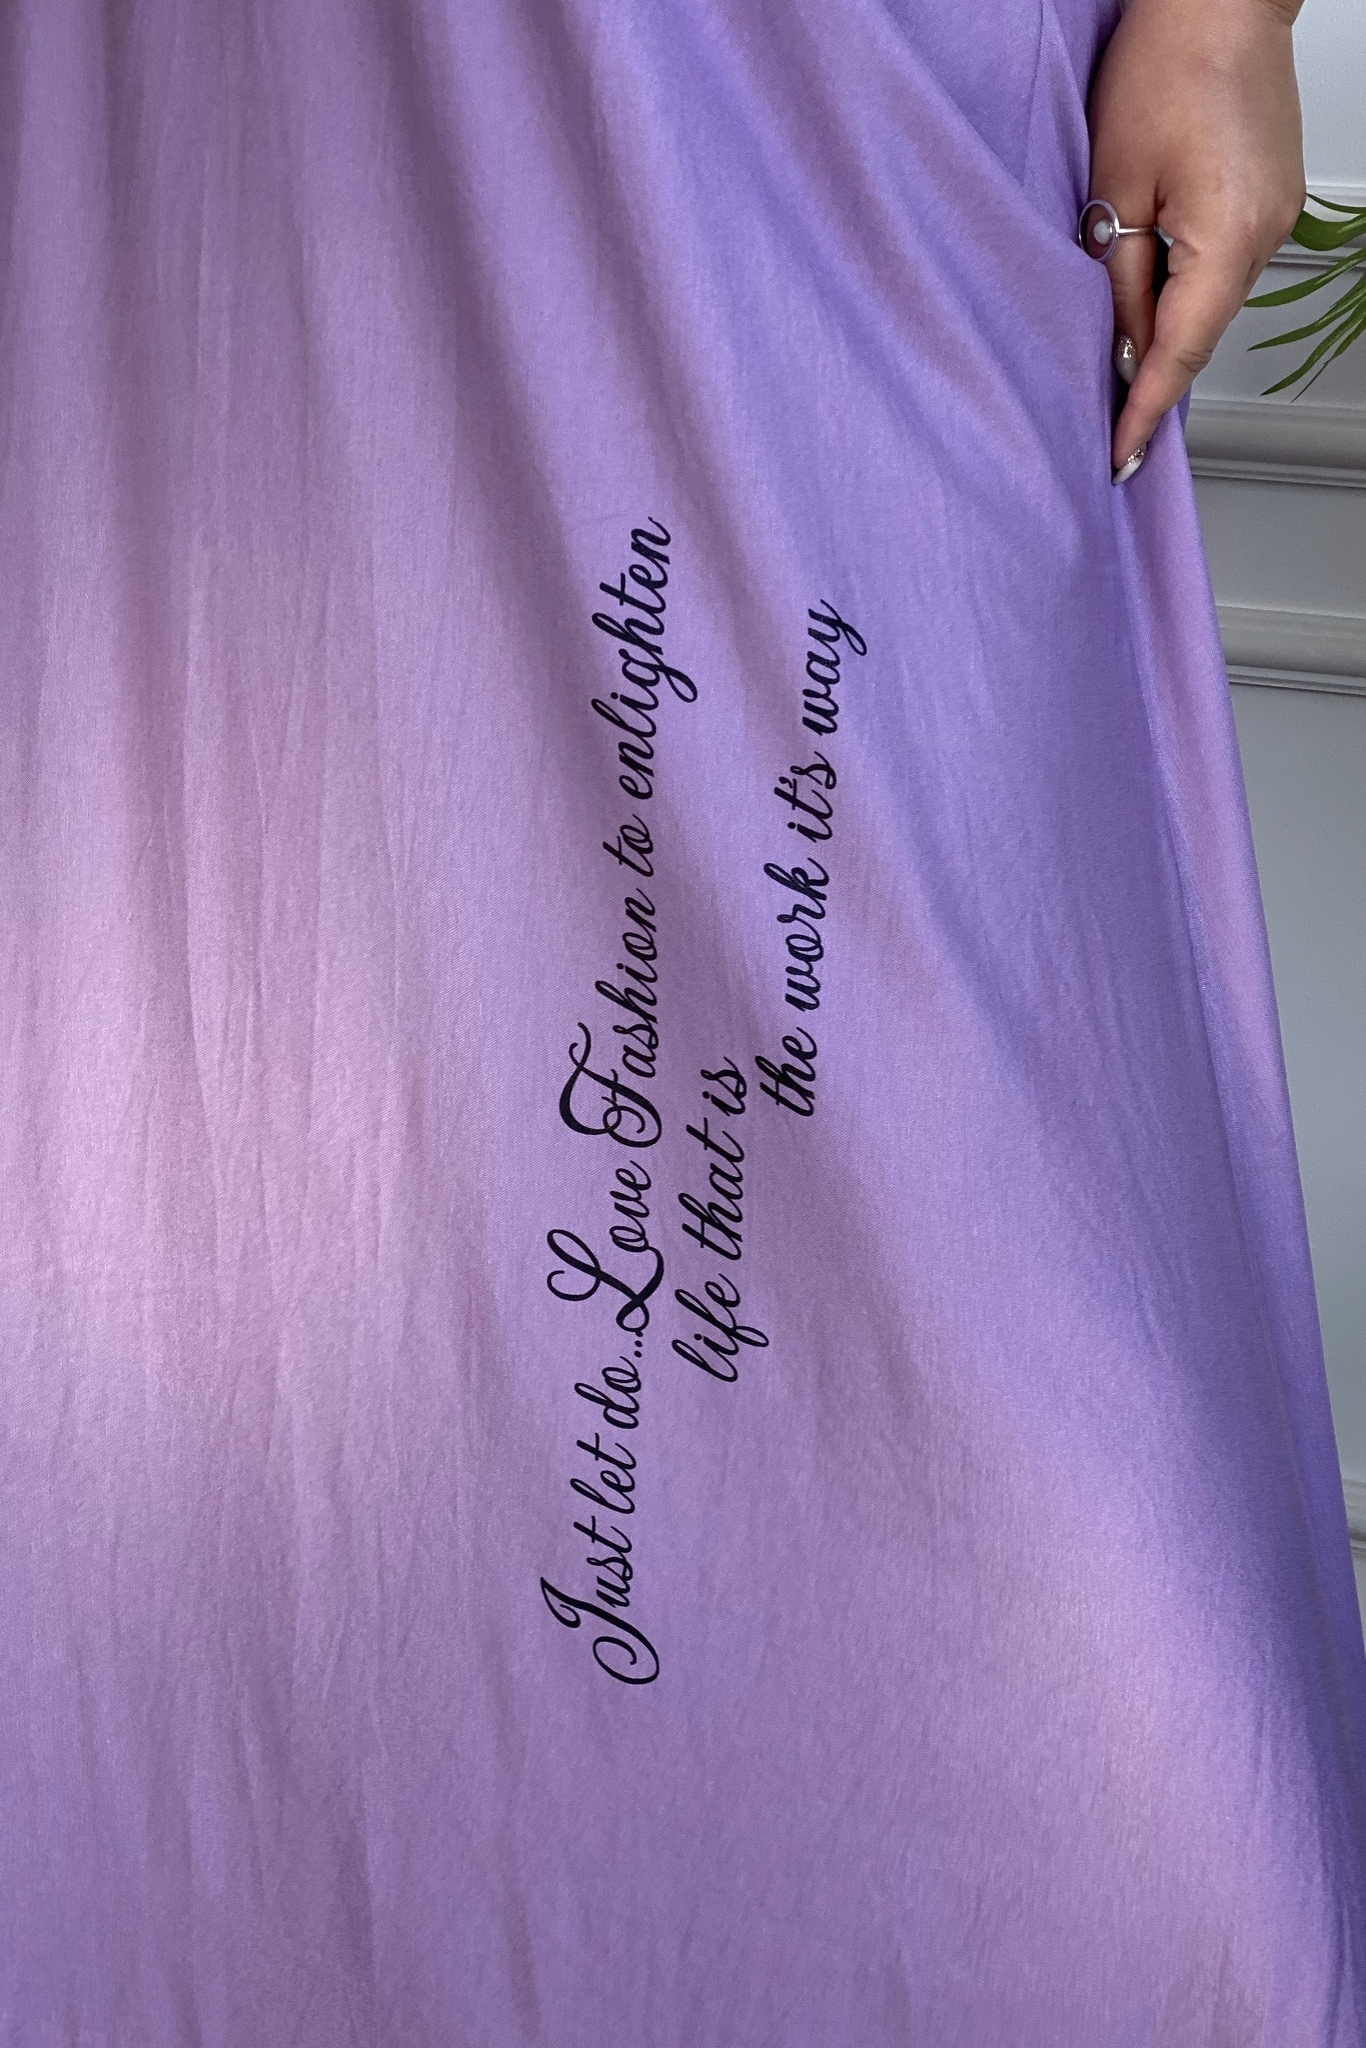 Just let do...Love Fashion to enlighten
life that is
the work it's way